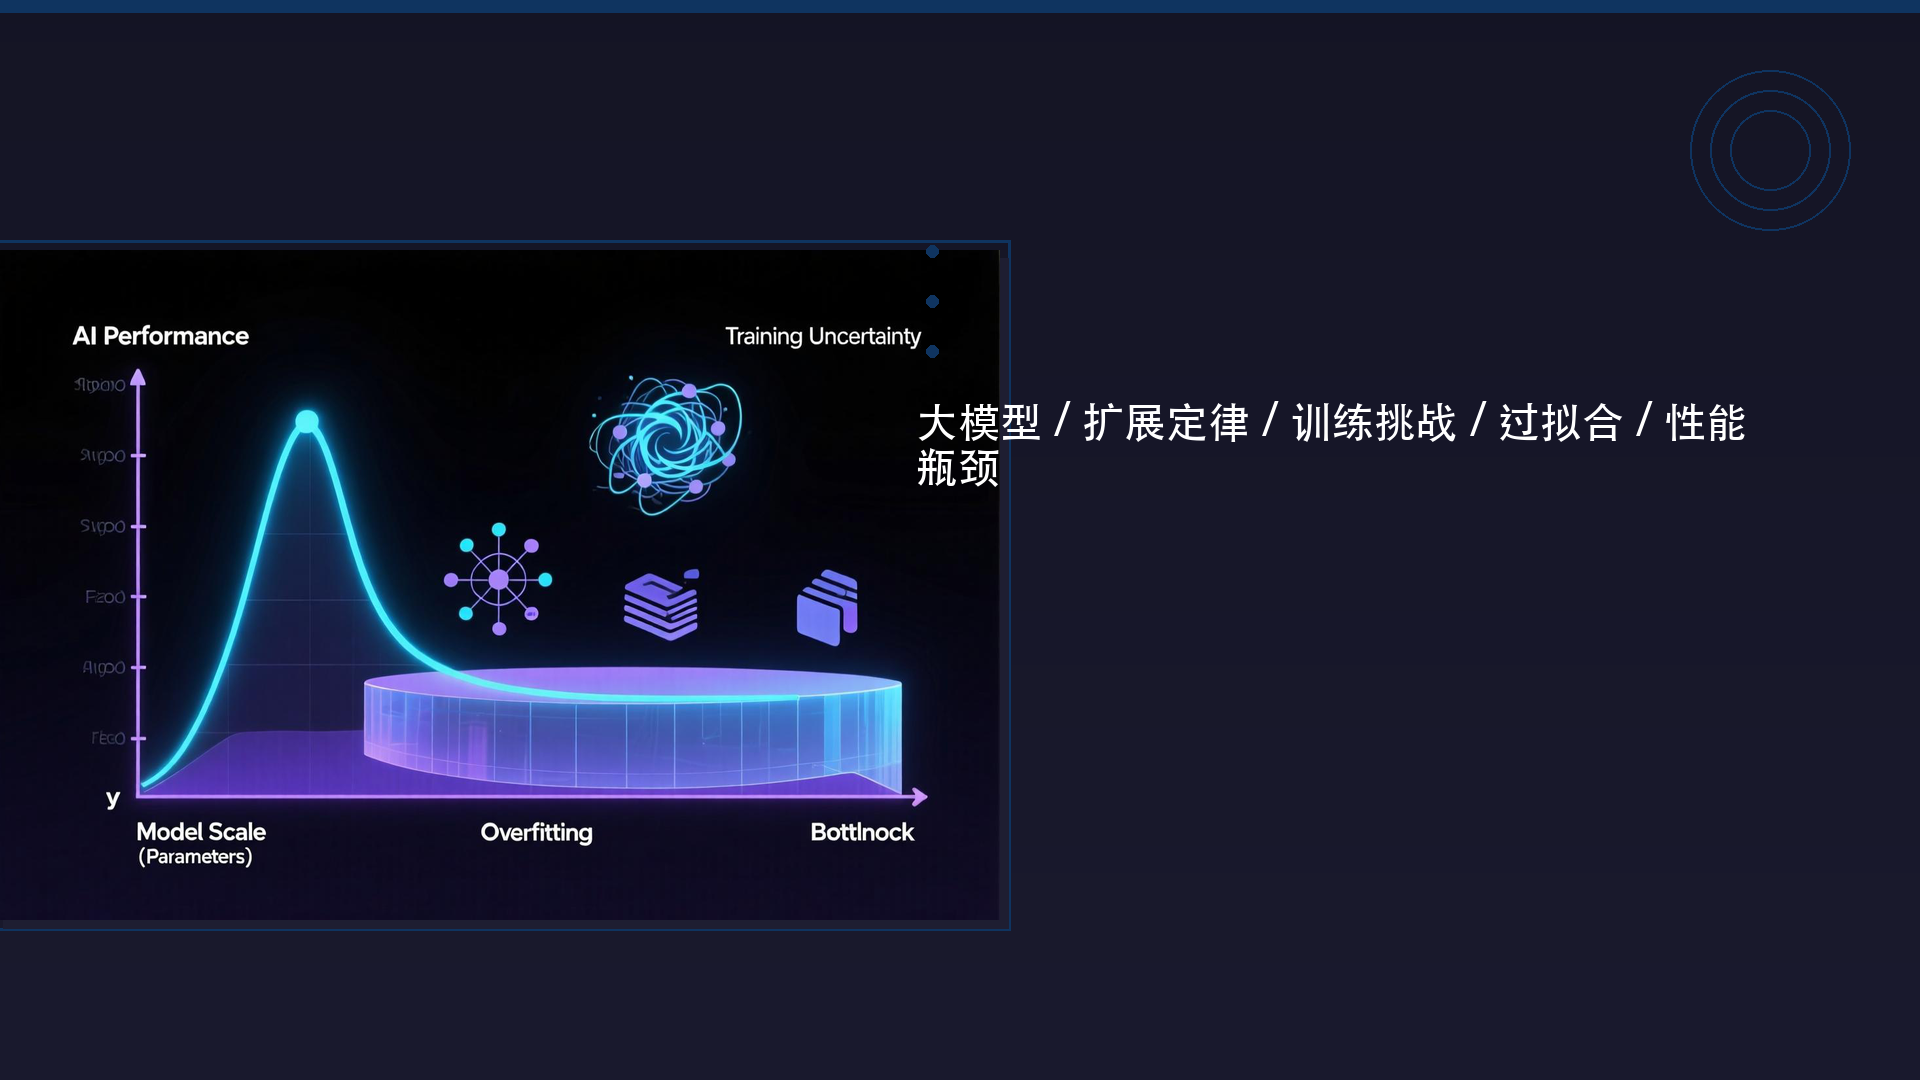 AI Performance
Training Uncertainty
大模型 / 扩展定律 / 训练挑战 / 过拟合 / 性能
瓶颈
y
Model Scale
(Parameters)
Overfitting
Bottlnock